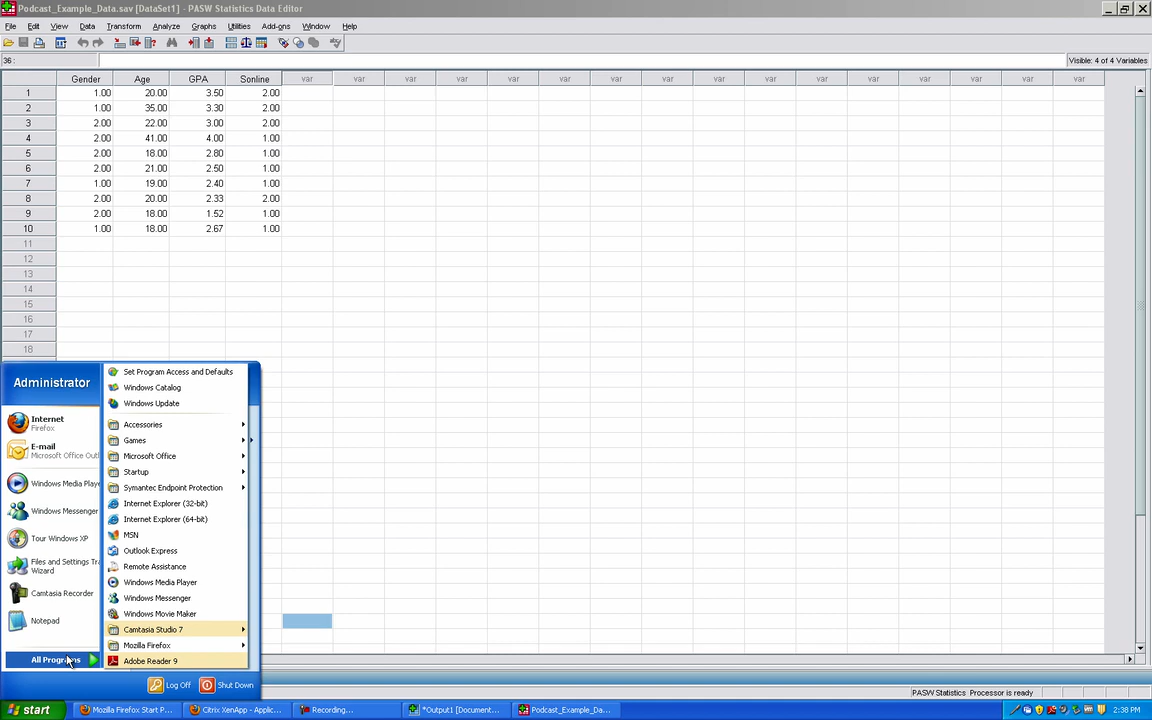 Podcast_Example_Data.sav [DataSet1] - PASW Statistics Data Editor
File Edit View Data Transform Analyze Graphs Utilities Add-ons Window Help
36 :
Visible: 4 of 4 Variables
Gender Age GPA Sonline var var var var var var var var var var var var var var var var
1 1.00 20.00 3.50 2.00
2 1.00 35.00 3.30 2.00
3 2.00 22.00 3.00 2.00
4 2.00 41.00 4.00 1.00
5 2.00 18.00 2.80 1.00
6 2.00 21.00 2.50 1.00
7 1.00 19.00 2.40 1.00
8 2.00 20.00 2.33 2.00
9 2.00 18.00 1.52 1.00
10 1.00 18.00 2.67 1.00
11
12
13
14
15
16
17
18
Administrator
Internet
Firefox
E-mail
Microsoft Office Outl
Windows Media Playe
Windows Messenger
Tour Windows XP
Files and Settings Tra
Wizard
Camtasia Recorder
Notepad
All Programs
Set Program Access and Defaults
Windows Catalog
Windows Update
Accessories
Games
Microsoft Office
Startup
Symantec Endpoint Protection
Internet Explorer (32-bit)
Internet Explorer (64-bit)
MSN
Outlook Express
Remote Assistance
Windows Media Player
Windows Messenger
Windows Movie Maker
Camtasia Studio 7
Mozilla Firefox
Adobe Reader 9
Log Off Shut Down
PASW Statistics Processor is ready
start Mozilla Firefox Start P... Citrix XenApp - Applic... Recording... *Output1 [Document... Podcast_Example_Da... 2:38 PM